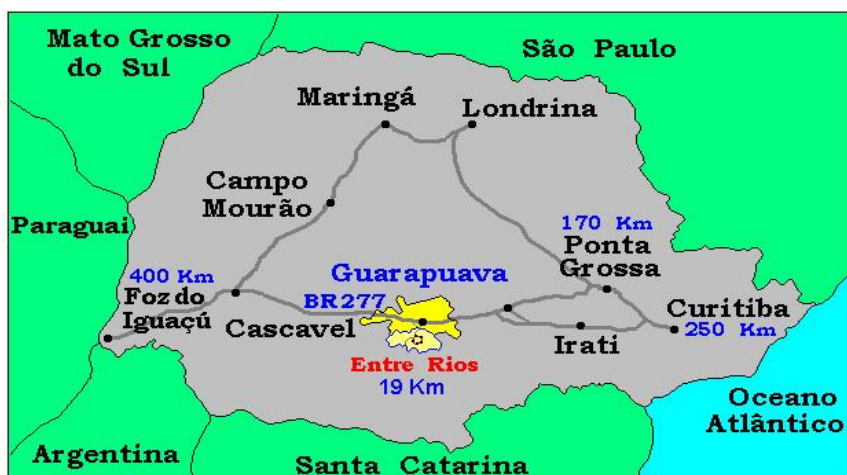 Mato Grosso
do Sul
São Paulo
Maringá
Londrina
Campo
Mourão
Paraguai
170 Km
Ponta
Grossa
400 Km
Foz do
Iguaçú
Guarapuava
BR277
Cascavel
Curitiba
250 Km
Irati
Entre Rios
19 Km
Oceano
Atlântico
Argentina
Santa Catarina